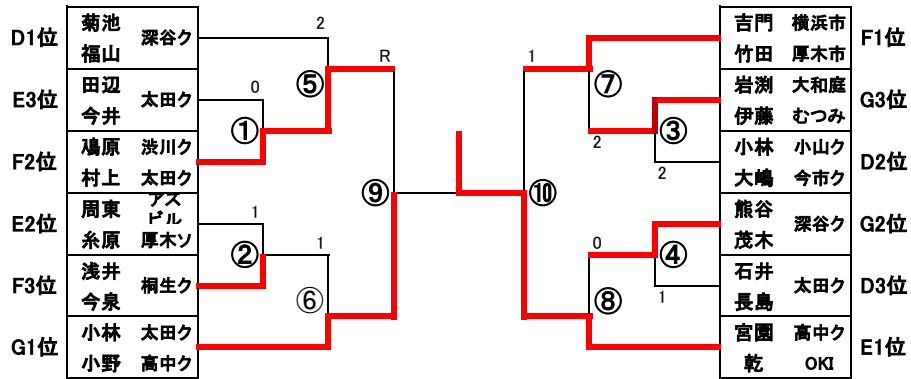 D1位 菊池 深谷ク
福山
E3位 田辺 太田ク
今井
F2位 鳰原 渋川ク
村上 太田ク
E2位 周東 アズビル
糸原 厚木ソ
F3位 浅井 桐生ク
今泉
G1位 小林 太田ク
小野 高中ク
2
0
①
⑤
R
1
②
1
⑥
⑨
⑩
1
⑦
2
③
2
0
④
1
⑧
吉門 横浜市 F1位
竹田 厚木市
岩渕 大和庭 G3位
伊藤 むつみ
小林 小山ク D2位
大嶋 今市ク
熊谷 深谷ク G2位
茂木
石井 太田ク D3位
長島
宮園 高中ク E1位
乾 OKI